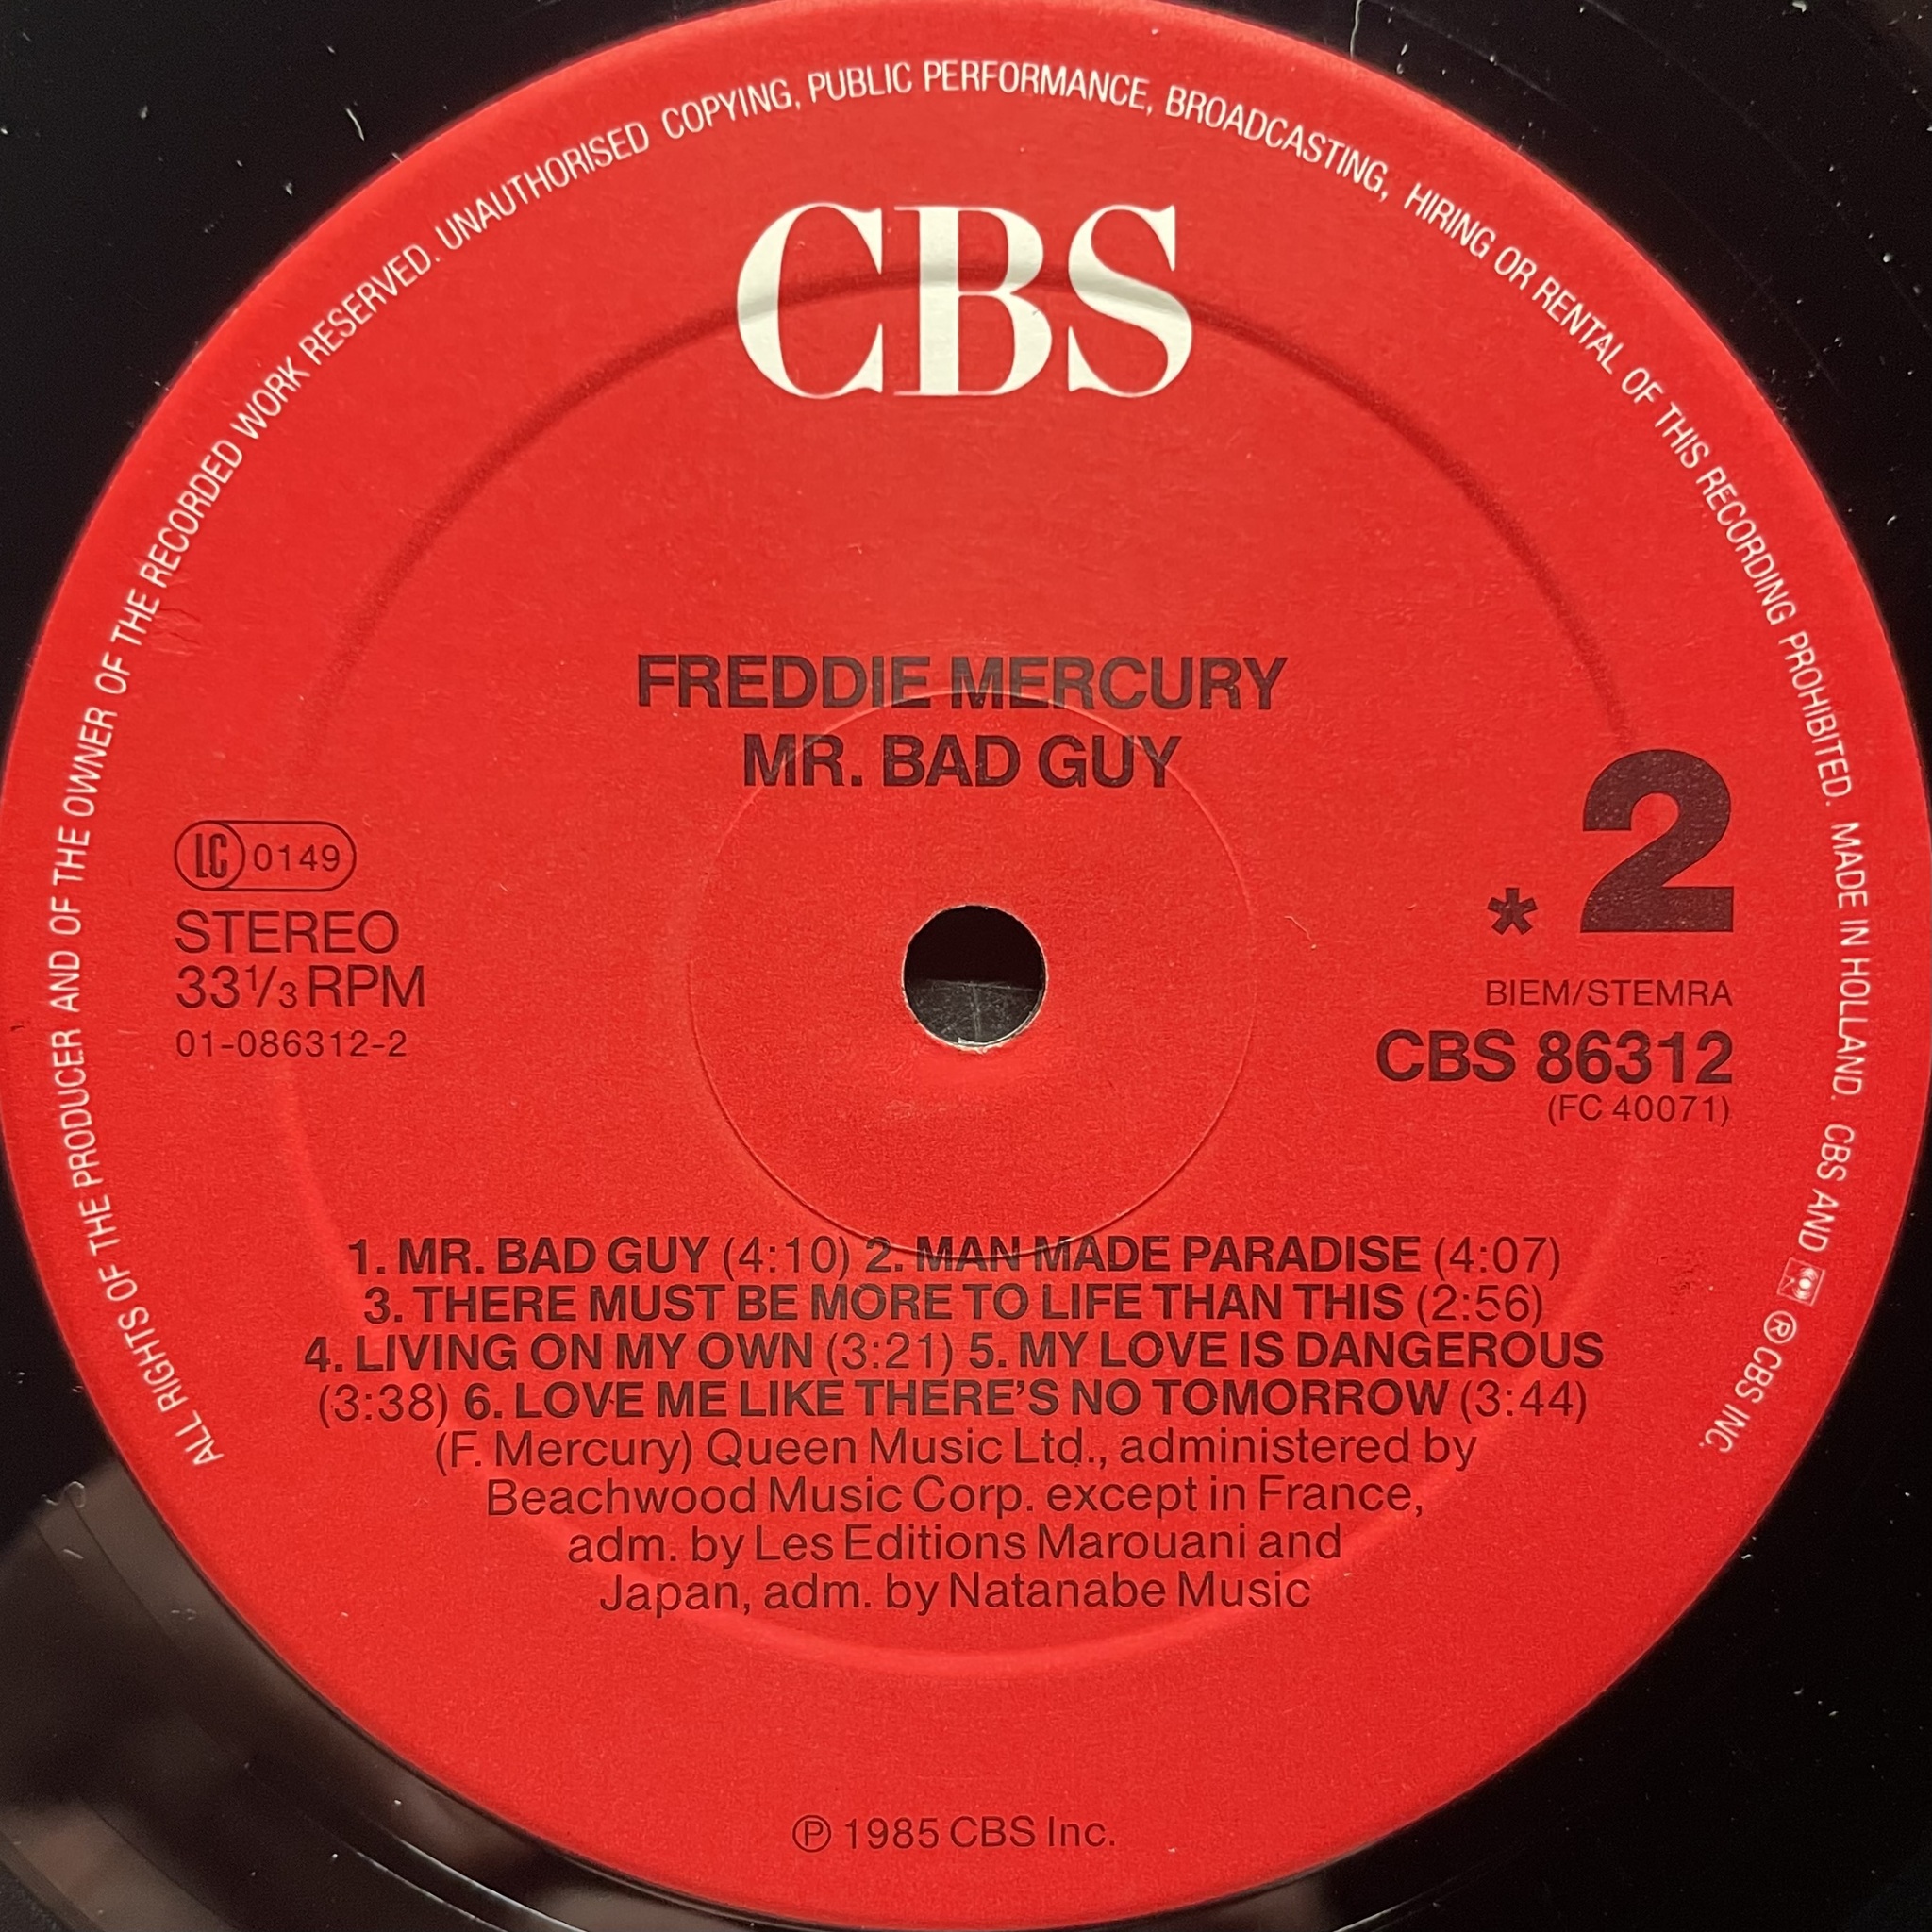 ALL RIGHTS OF THE PRODUCER AND OF THE OWNER OF THE RECORDED WORK RESERVED. UNAUTHORISED COPYING, PUBLIC PERFORMANCE, BROADCASTING, HIRING OR RENTAL OF THIS RECORDING PROHIBITED. MADE IN HOLLAND. CBS AND ® CBS INC.
CBS
FREDDIE MERCURY
MR. BAD GUY
LC 0149
STEREO
33 1/3 RPM
01-086312-2
* 2
BIEM/STEMRA
CBS 86312
(FC 40071)
1. MR. BAD GUY (4:10) 2. MAN MADE PARADISE (4:07)
3. THERE MUST BE MORE TO LIFE THAN THIS (2:56)
4. LIVING ON MY OWN (3:21) 5. MY LOVE IS DANGEROUS
(3:38) 6. LOVE ME LIKE THERE'S NO TOMORROW (3:44)
(F. Mercury) Queen Music Ltd., administered by
Beachwood Music Corp. except in France,
adm. by Les Editions Marouani and
Japan, adm. by Natanabe Music
℗ 1985 CBS Inc.